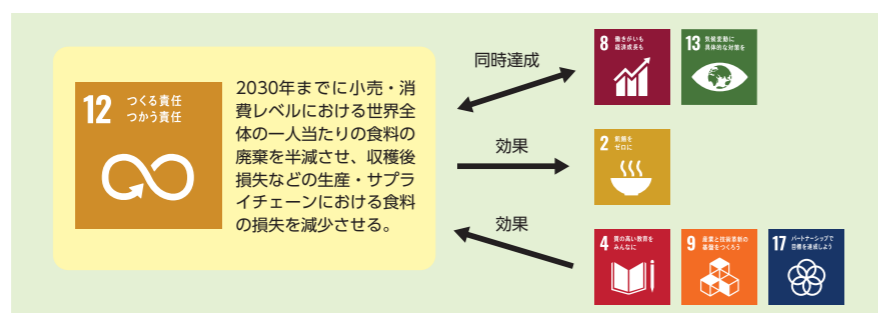 12 つくる責任
つかう責任
2030年までに小売・消
費レベルにおける世界全
体の一人当たりの食料の
廃棄を半減させ、収穫後
損失などの生産・サプラ
イチェーンにおける食料
の損失を減少させる。
同時達成
8 働きがいも
経済成長も
13 気候変動に
具体的な対策を
効果
2 飢餓を
ゼロに
効果
4 質の高い教育を
みんなに
9 産業と技術革新の
基盤をつくろう
17 パートナーシップで
目標を達成しよう